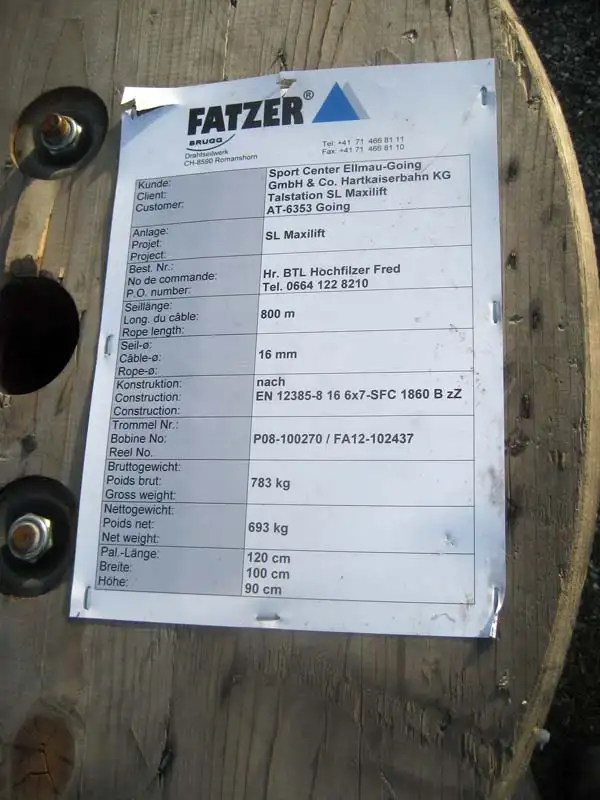 FATZER®
BRUGG
Drahtseilwerk
CH-8590 Romanshorn
Tel. +41 71 466 81 11
Fax: +41 71 466 81 10
Kunde:
Client:
Customer:
Sport Center Ellmau-Going
GmbH & Co. Hartkaiserbahn KG
Talstation SL Maxilift
AT-6353 Going
Anlage:
Projet:
Project:
SL Maxilift
Best. Nr.:
No de commande:
P.O. number:
Hr. BTL Hochfilzer Fred
Tel. 0664 122 8210
Seillänge:
Long. du câble:
Rope length:
800 m
Seil-ø:
Câble-ø:
Rope-ø:
16 mm
Konstruktion:
Construction:
Construction:
nach
EN 12385-8 16 6x7-SFC 1860 B zZ
Trommel Nr.:
Bobine No:
Reel No.
P08-100270 / FA12-102437
Bruttogewicht:
Poids brut:
Gross weight:
783 kg
Nettogewicht:
Poids net:
Net weight:
693 kg
Pal.-Länge:
Breite:
Höhe:
120 cm
100 cm
90 cm